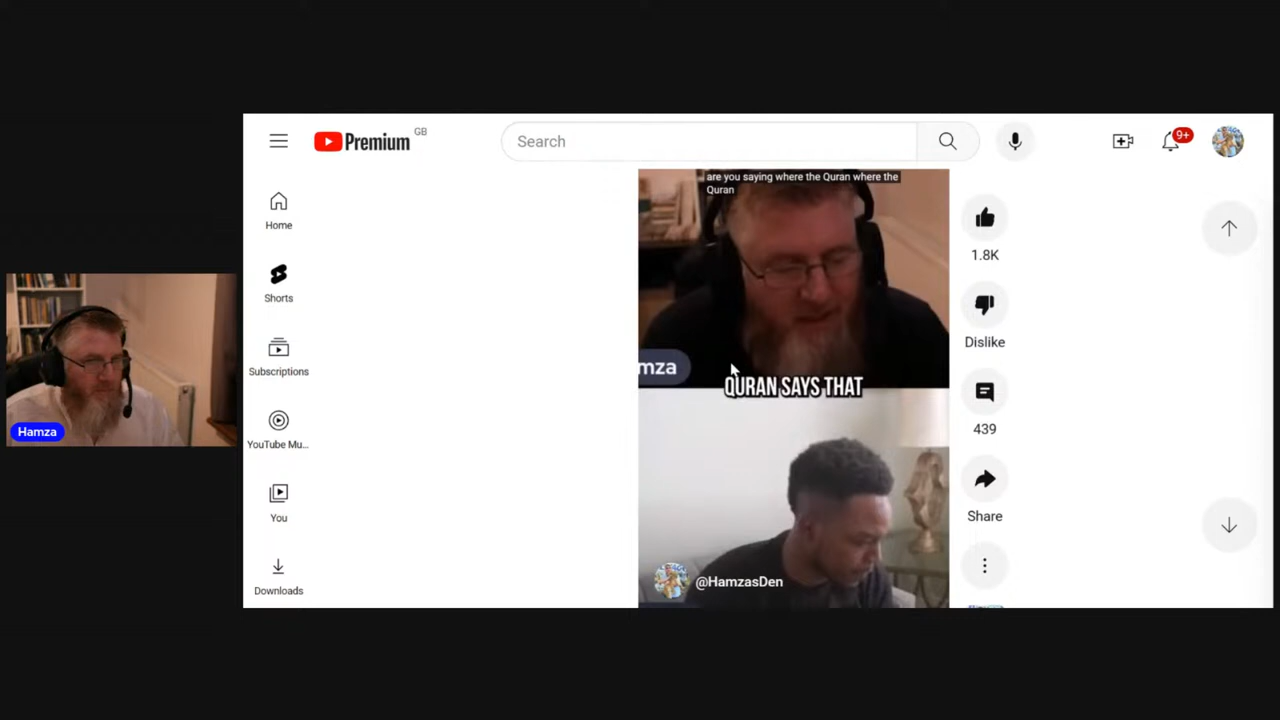 Premium GB
Search
9+
Home
Shorts
Subscriptions
YouTube Mu...
You
Downloads
Hamza
are you saying where the Quran where the
Quran
mza
QURAN SAYS THAT
@HamzasDen
1.8K
Dislike
439
Share